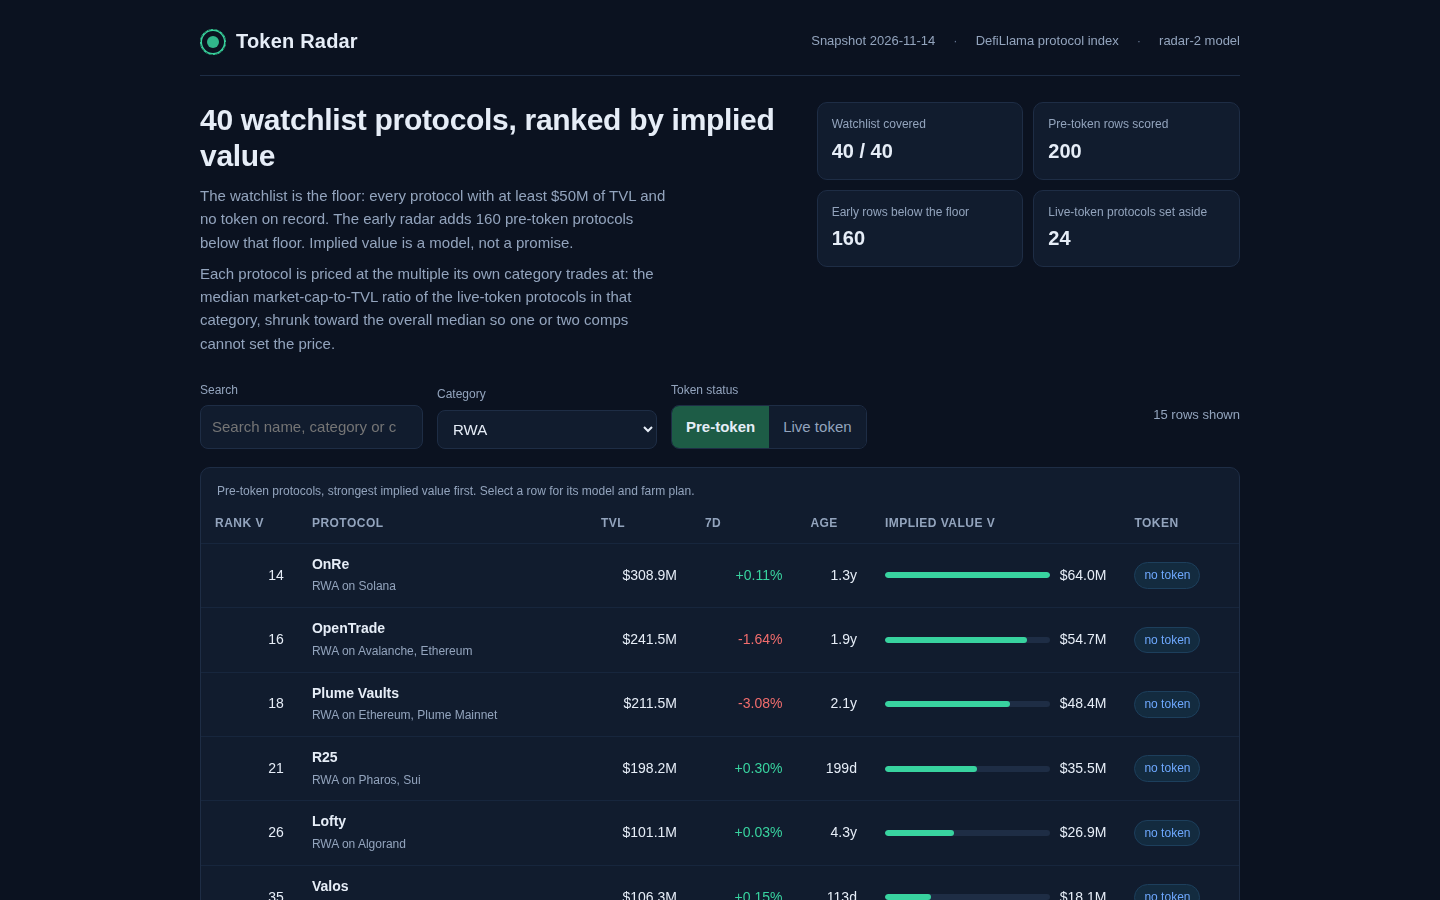 Token Radar
Snapshot 2026-11-14 · DefiLlama protocol index · radar-2 model
40 watchlist protocols, ranked by implied
value
The watchlist is the floor: every protocol with at least $50M of TVL and
no token on record. The early radar adds 160 pre-token protocols
below that floor. Implied value is a model, not a promise.
Each protocol is priced at the multiple its own category trades at: the
median market-cap-to-TVL ratio of the live-token protocols in that
category, shrunk toward the overall median so one or two comps
cannot set the price.
Watchlist covered
40 / 40
Pre-token rows scored
200
Early rows below the floor
160
Live-token protocols set aside
24
Search
Search name, category or c
Category
RWA
Token status
Pre-token Live token
15 rows shown
Pre-token protocols, strongest implied value first. Select a row for its model and farm plan.
RANK V PROTOCOL TVL 7D AGE IMPLIED VALUE V TOKEN
14 OnRe $308.9M +0.11% 1.3y $64.0M no token
RWA on Solana
16 OpenTrade $241.5M -1.64% 1.9y $54.7M no token
RWA on Avalanche, Ethereum
18 Plume Vaults $211.5M -3.08% 2.1y $48.4M no token
RWA on Ethereum, Plume Mainnet
21 R25 $198.2M +0.30% 199d $35.5M no token
RWA on Pharos, Sui
26 Lofty $101.1M +0.03% 4.3y $26.9M no token
RWA on Algorand
35 Valos $106.3M +0.15% 113d $18.1M no token